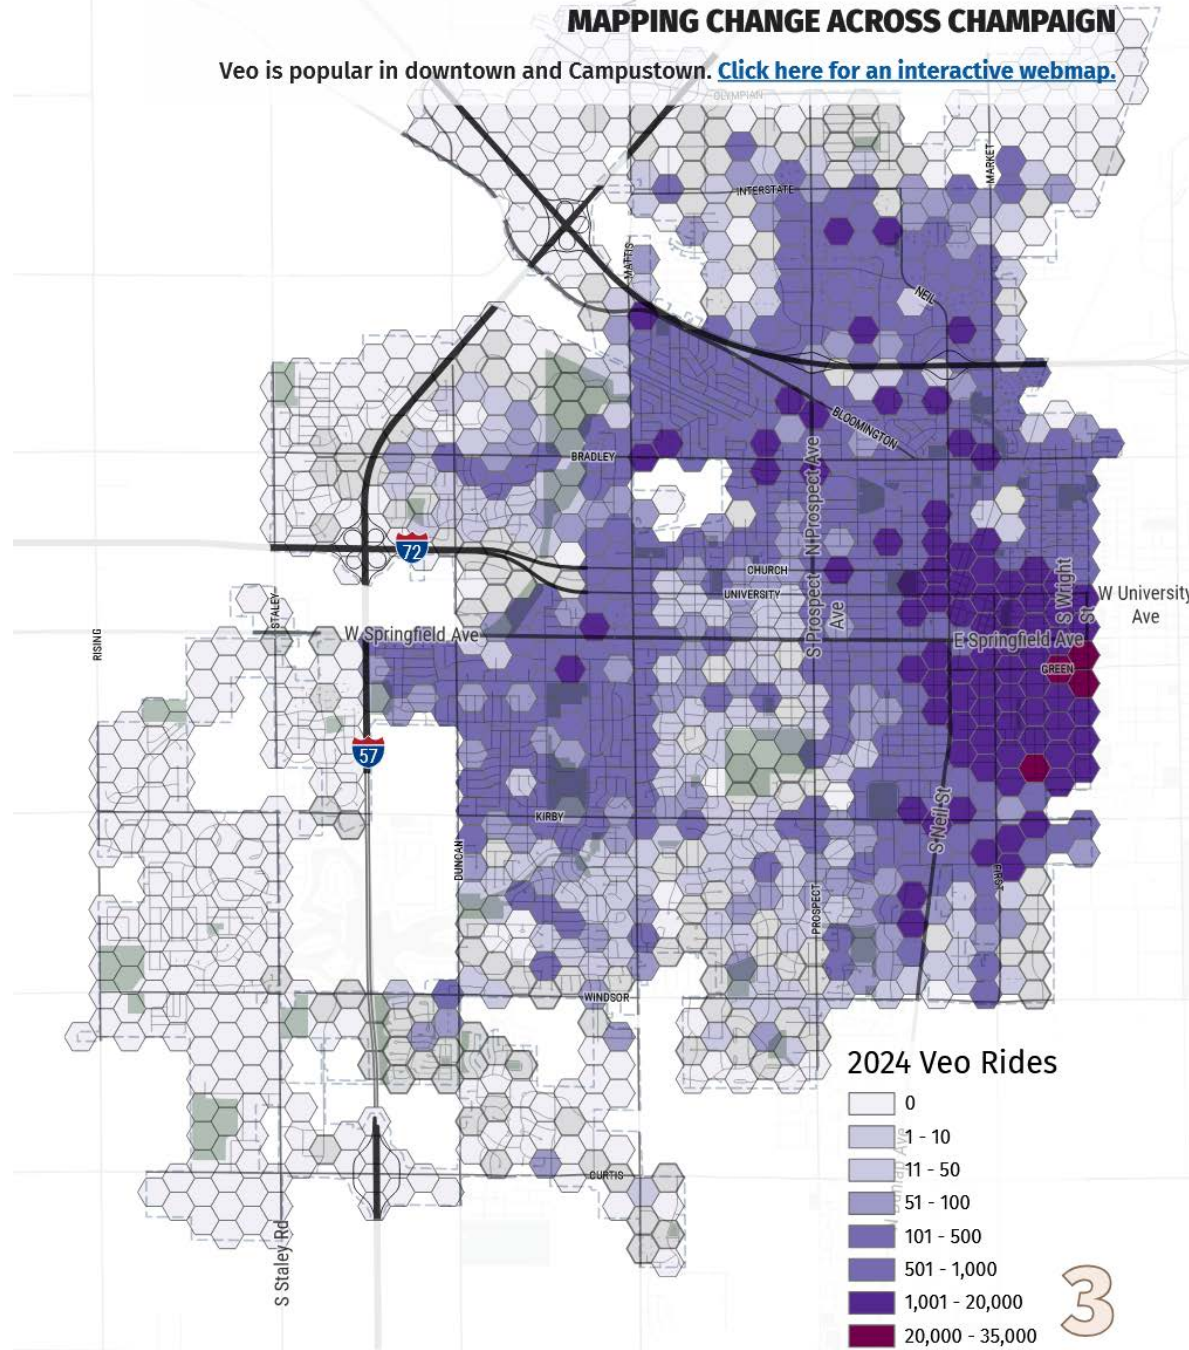 MAPPING CHANGE ACROSS CHAMPAIGN
Veo is popular in downtown and Campustown. Click here for an interactive webmap.
OLYMPIAN
MARKET
INTERSTATE
MATTIS
NEIL
BLOOMINGTON
BRADLEY
N Prospect Ave
72
CHURCH
UNIVERSITY
S Wright St
W University Ave
STALEY
RISING
W Springfield Ave
S Prospect Ave
E Springfield Ave
GREEN
57
KIRBY
S Neil St
DUNCAN
FIRST
PROSPECT
WINDSOR
CURTIS
S Staley Rd
2024 Veo Rides
0
1 - 10
11 - 50
51 - 100
101 - 500
501 - 1,000
1,001 - 20,000
20,000 - 35,000
3